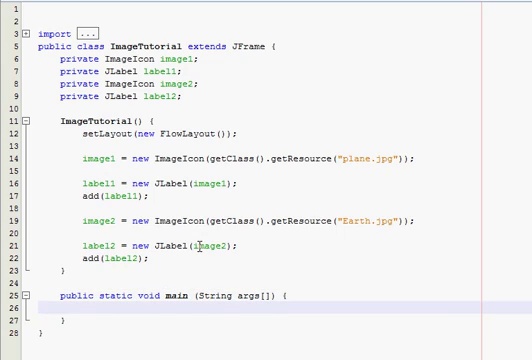 1
2
3 import ...
5 public class ImageTutorial extends JFrame {
6 private ImageIcon image1;
7 private JLabel label1;
8 private ImageIcon image2;
9 private JLabel label2;
10
11 ImageTutorial() {
12 setLayout(new FlowLayout());
13
14 image1 = new ImageIcon(getClass().getResource("plane.jpg"));
15
16 label1 = new JLabel(image1);
17 add(label1);
18
19 image2 = new ImageIcon(getClass().getResource("Earth.jpg"));
20
21 label2 = new JLabel(image2);
22 add(label2);
23 }
24
25 public static void main (String args[]) {
26
27 }
28 }